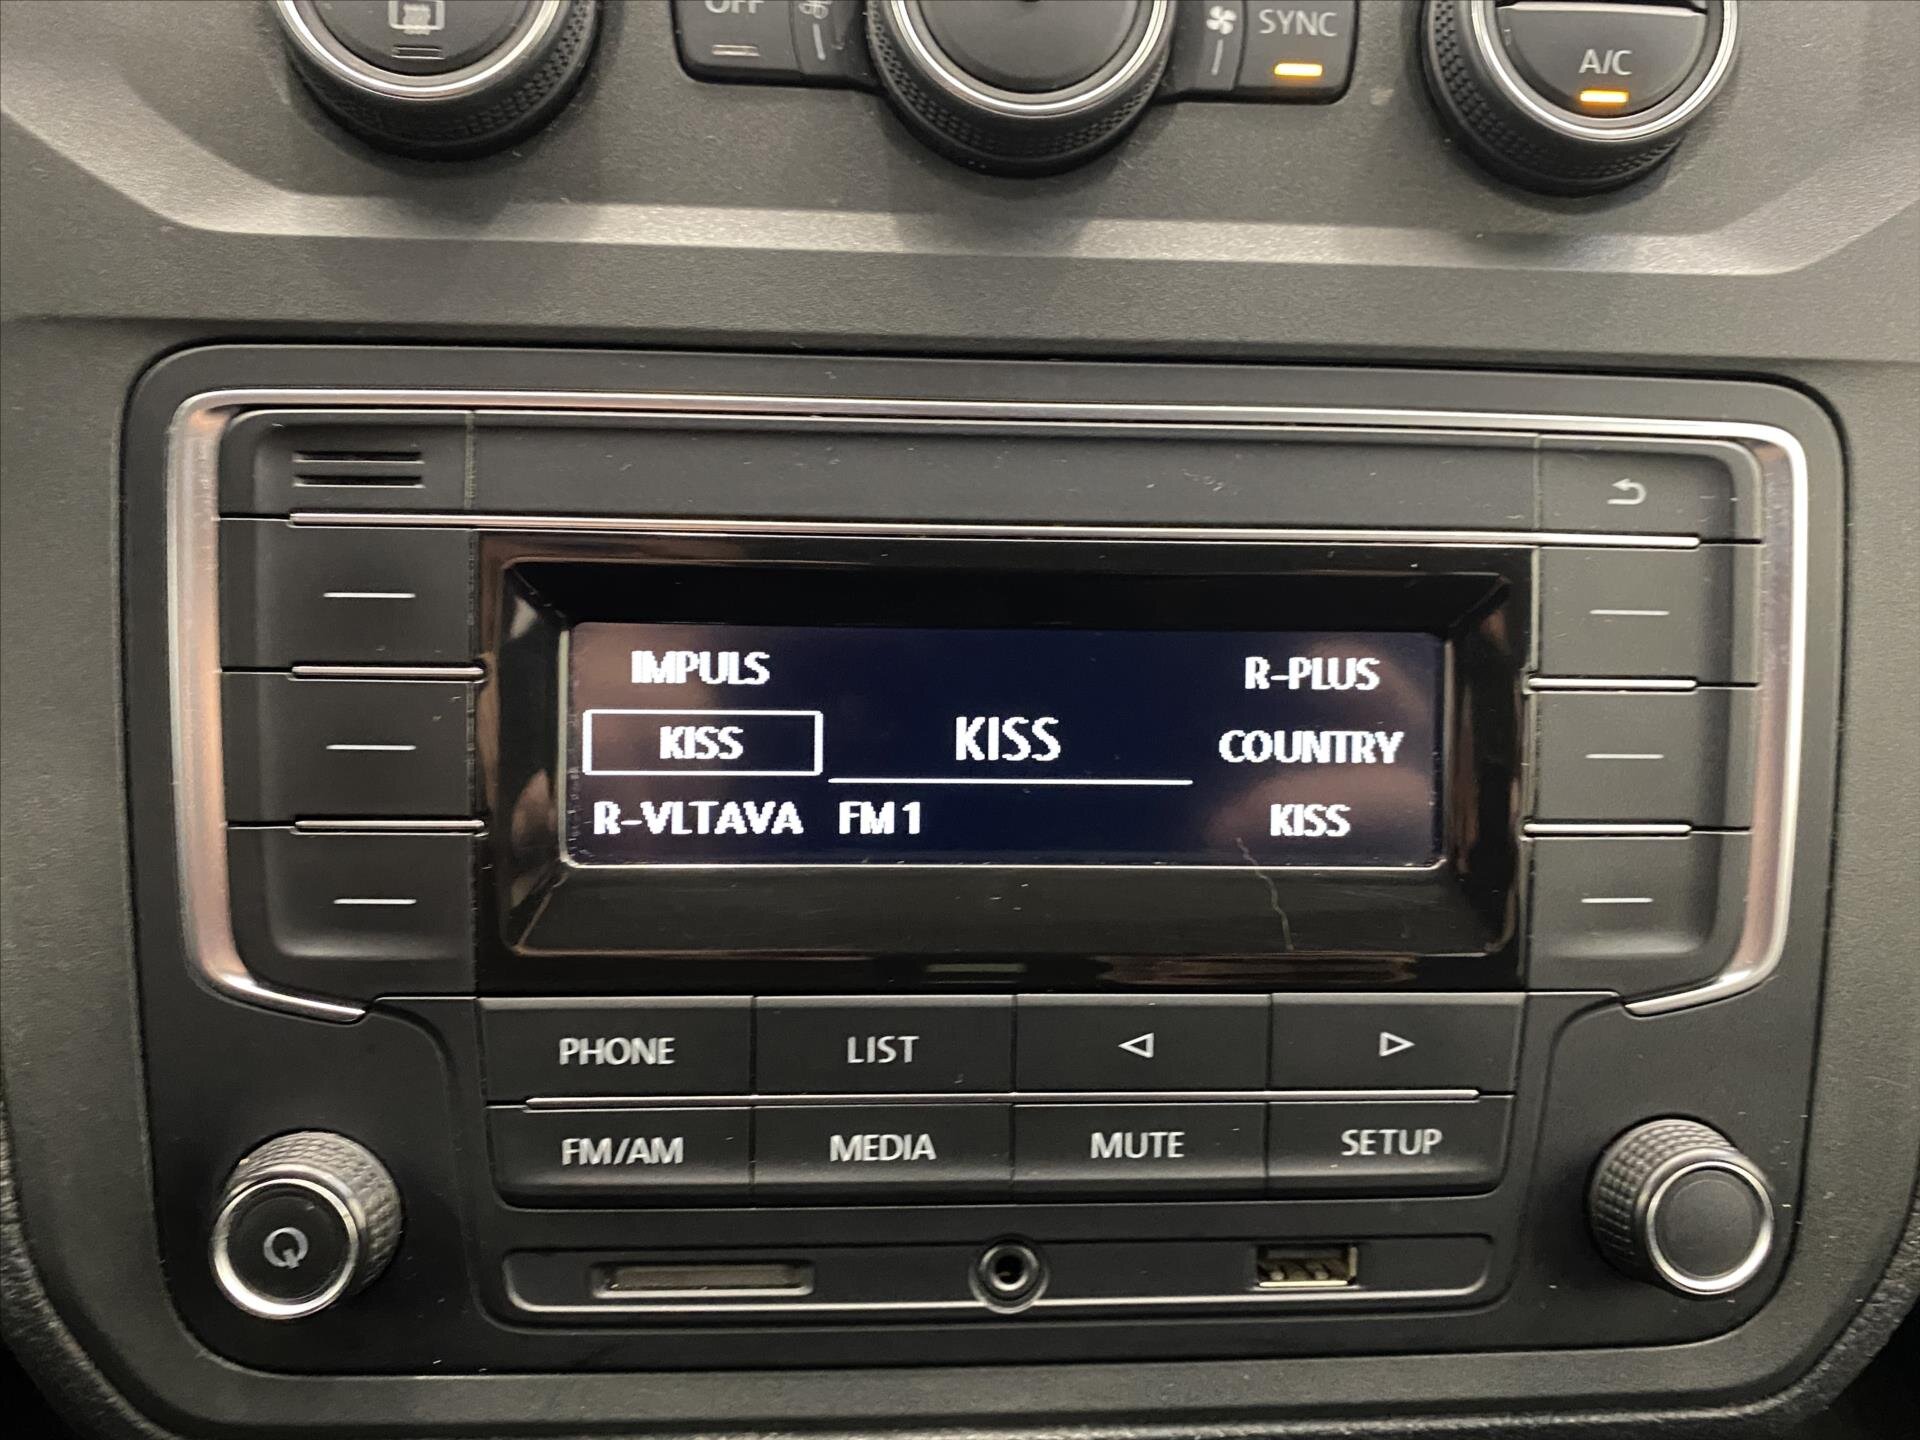 OFF
SYNC
A/C
IMPULS
R-PLUS
KISS
KISS
COUNTRY
R-VLTAVA
FM1
KISS
PHONE
LIST
FM/AM
MEDIA
MUTE
SETUP